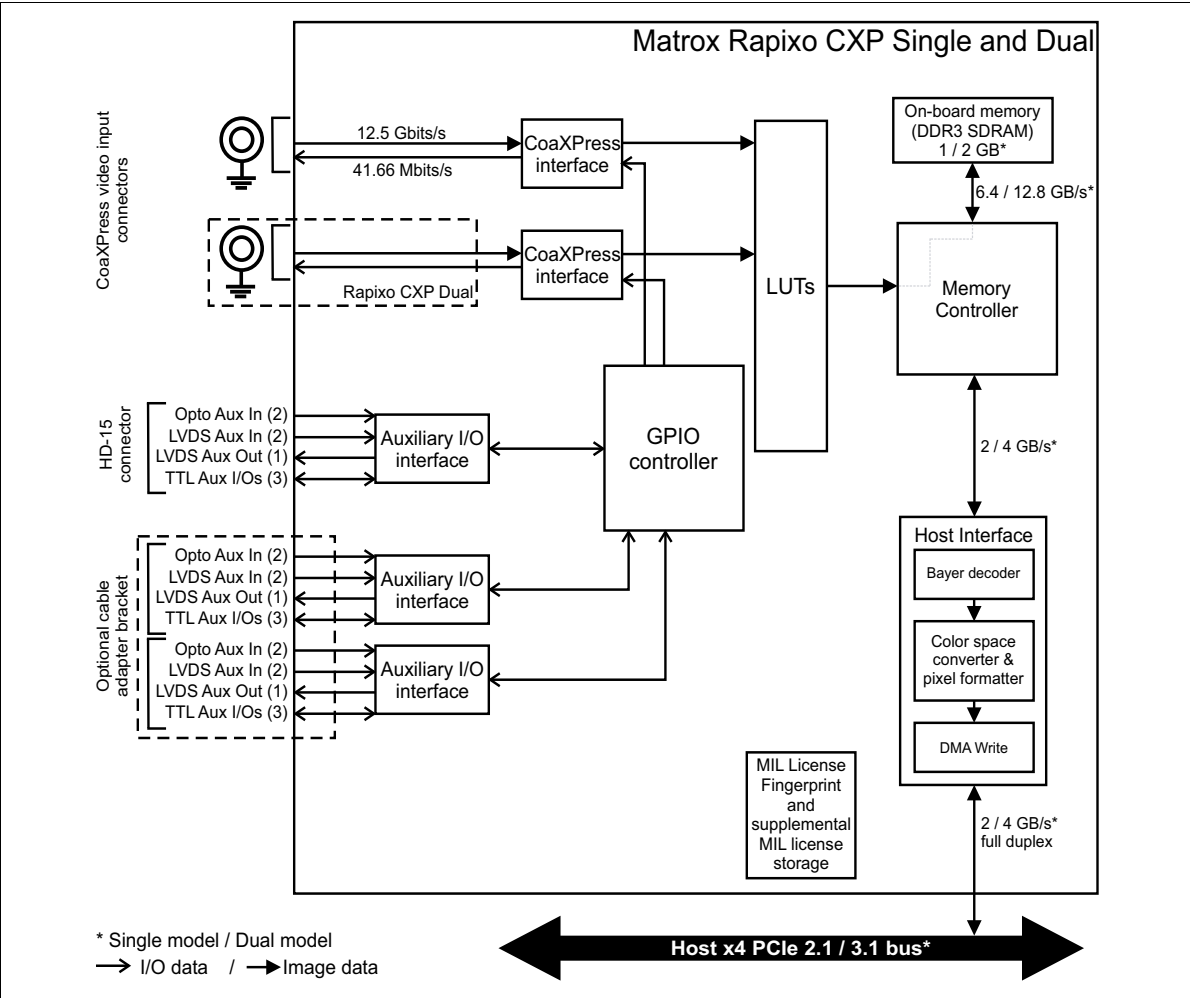 Matrox Rapixo CXP Single and Dual
CoaXPress video input
connectors
12.5 Gbits/s
41.66 Mbits/s
CoaXPress
interface
Rapixo CXP Dual
CoaXPress
interface
LUTs
On-board memory
(DDR3 SDRAM)
1 / 2 GB*
6.4 / 12.8 GB/s*
Memory
Controller
2 / 4 GB/s*
HD-15
connector
Opto Aux In (2)
LVDS Aux In (2)
LVDS Aux Out (1)
TTL Aux I/Os (3)
Auxiliary I/O
interface
GPIO
controller
Optional cable
adapter bracket
Opto Aux In (2)
LVDS Aux In (2)
LVDS Aux Out (1)
TTL Aux I/Os (3)
Auxiliary I/O
interface
Opto Aux In (2)
LVDS Aux In (2)
LVDS Aux Out (1)
TTL Aux I/Os (3)
Auxiliary I/O
interface
Host Interface
Bayer decoder
Color space
converter &
pixel formatter
DMA Write
MIL License
Fingerprint
and
supplemental
MIL license
storage
2 / 4 GB/s*
full duplex
Host x4 PCIe 2.1 / 3.1 bus*
* Single model / Dual model
I/O data / Image data